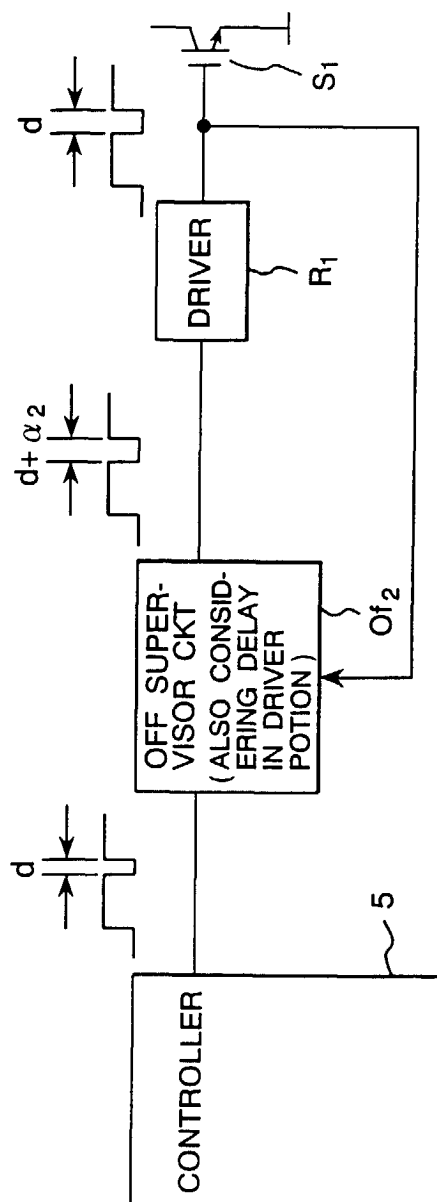 CONTROLLER
5
d
OFF SUPER-
VISOR CKT
(ALSO CONSID-
ERING DELAY
IN DRIVER
POTION)
Of2
d+ α2
DRIVER
R1
d
S1